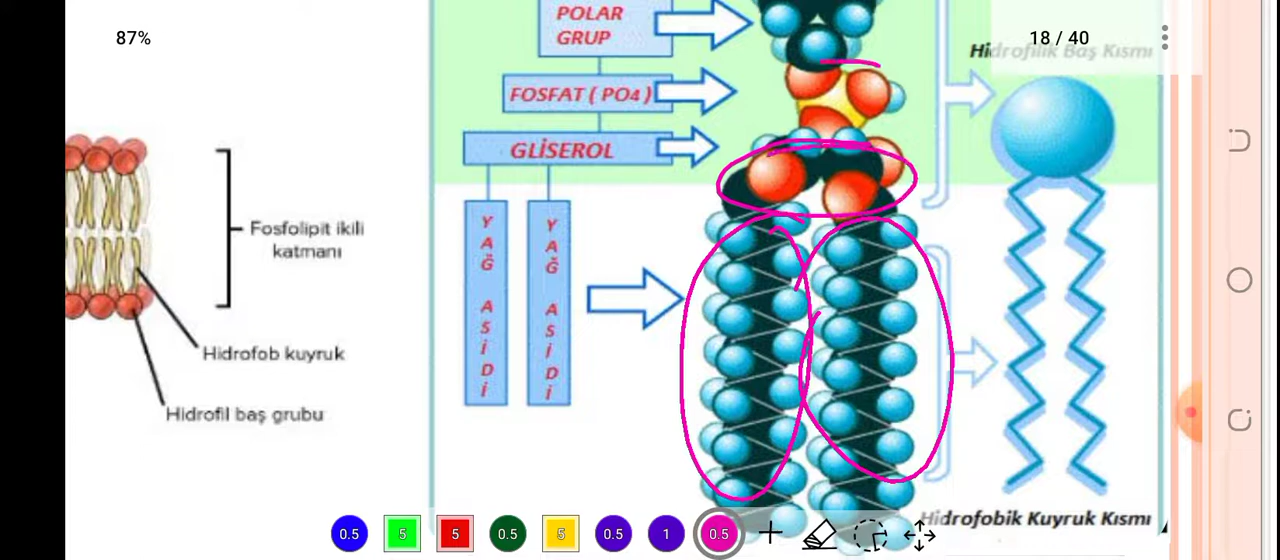 87%
18 / 40
POLAR
GRUP
FOSFAT ( PO4 )
GLİSEROL
YAĞ ASİDİ
YAĞ ASİDİ
Hidrofilik Baş Kısmı
Fosfolipit ikili
katmanı
Hidrofob kuyruk
Hidrofil baş grubu
Hidrofobik Kuyruk Kısmı
0.5
5
5
0.5
5
0.5
1
0.5